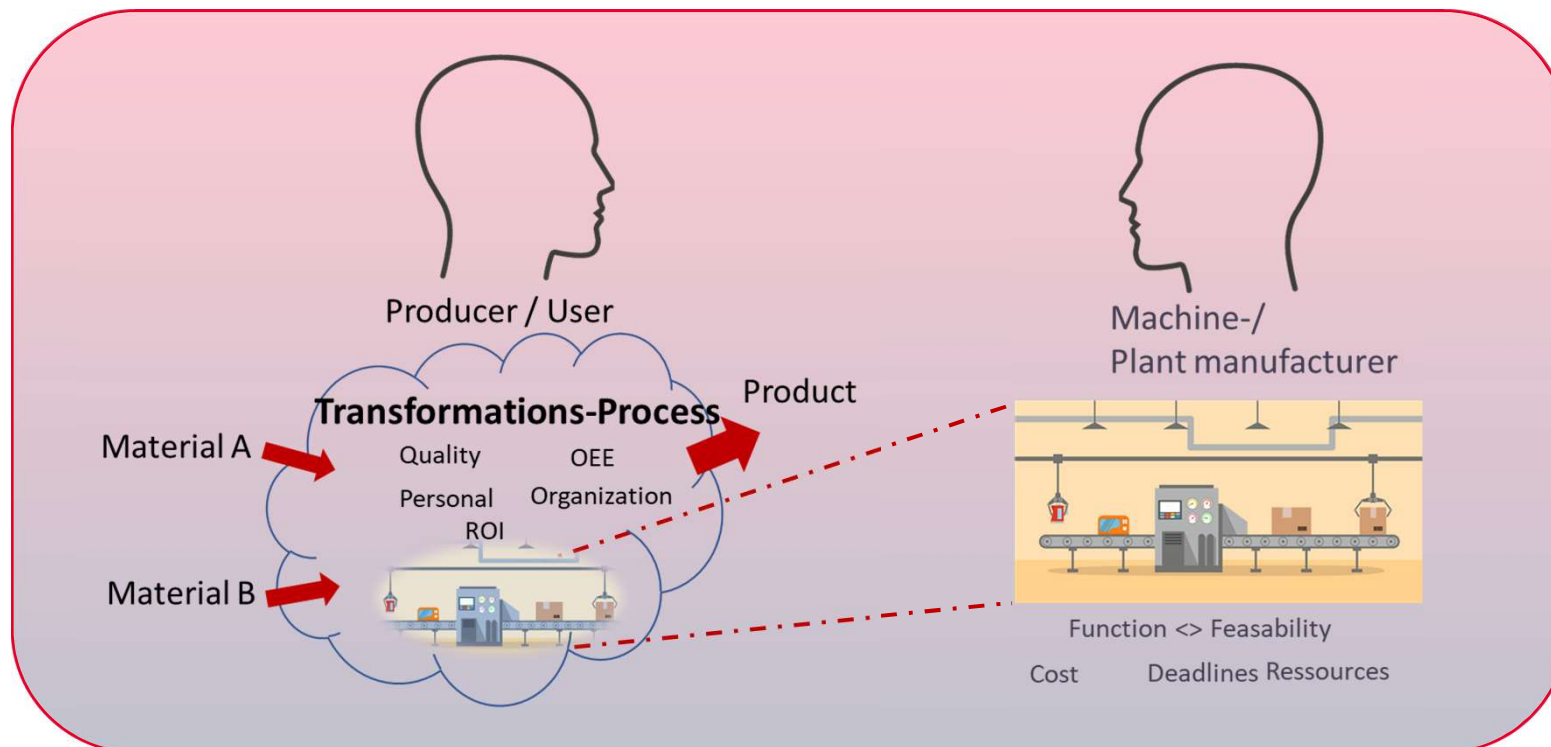 Producer / User
Machine-/
Plant manufacturer
Transformations-Process
Product
Material A
Quality OEE
Personal Organization
ROI
Material B
Function <> Feasability
Cost Deadlines Ressources